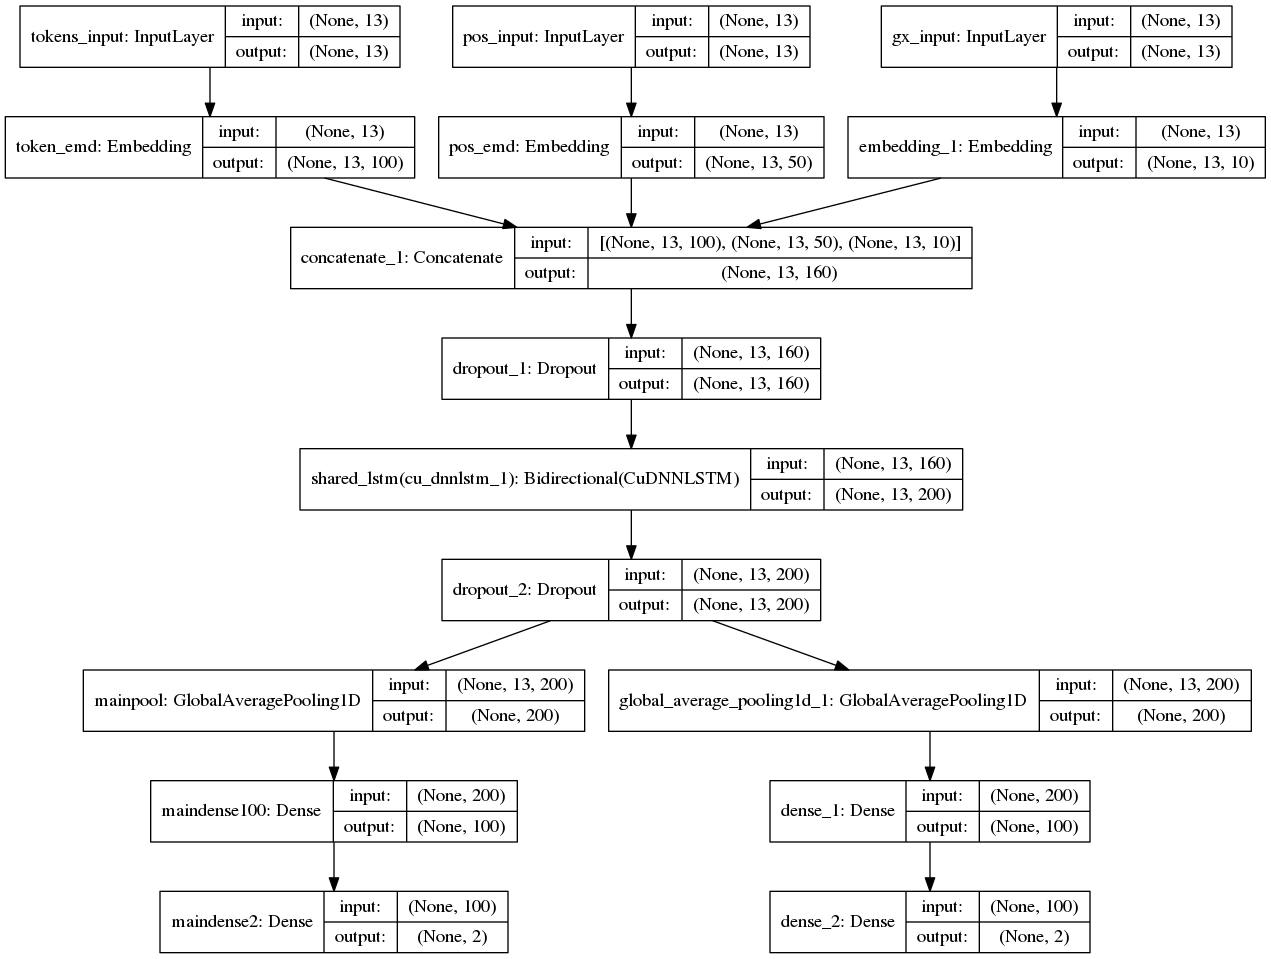 tokens_input: InputLayer input: (None, 13) output: (None, 13)
pos_input: InputLayer input: (None, 13) output: (None, 13)
gx_input: InputLayer input: (None, 13) output: (None, 13)
token_emd: Embedding input: (None, 13) output: (None, 13, 100)
pos_emd: Embedding input: (None, 13) output: (None, 13, 50)
embedding_1: Embedding input: (None, 13) output: (None, 13, 10)
concatenate_1: Concatenate input: [(None, 13, 100), (None, 13, 50), (None, 13, 10)] output: (None, 13, 160)
dropout_1: Dropout input: (None, 13, 160) output: (None, 13, 160)
shared_lstm(cu_dnnlstm_1): Bidirectional(CuDNNLSTM) input: (None, 13, 160) output: (None, 13, 200)
dropout_2: Dropout input: (None, 13, 200) output: (None, 13, 200)
mainpool: GlobalAveragePooling1D input: (None, 13, 200) output: (None, 200)
global_average_pooling1d_1: GlobalAveragePooling1D input: (None, 13, 200) output: (None, 200)
maindense100: Dense input: (None, 200) output: (None, 100)
dense_1: Dense input: (None, 200) output: (None, 100)
maindense2: Dense input: (None, 100) output: (None, 2)
dense_2: Dense input: (None, 100) output: (None, 2)